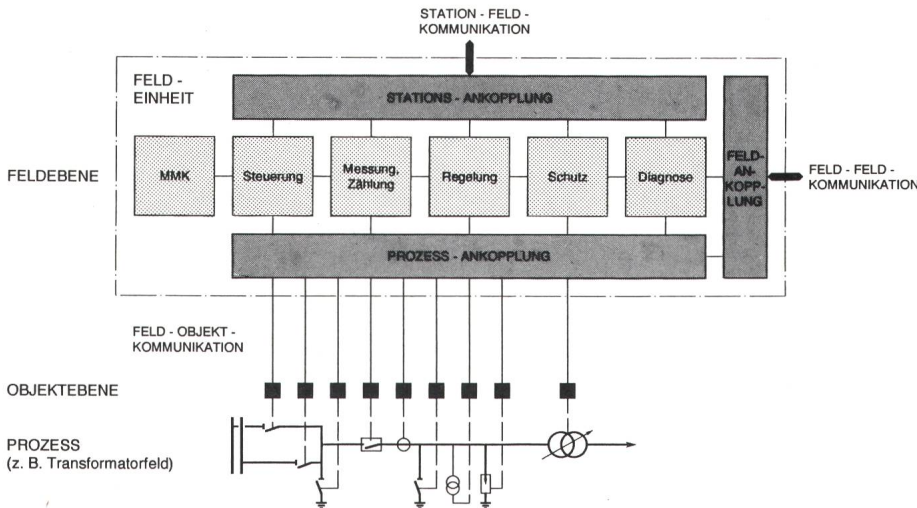 STATION - FELD -
KOMMUNIKATION
FELD -
EINHEIT
STATIONS - ANKOPPLUNG
FELDEBENE
MMK
Steuerung
Messung,
Zählung
Regelung
Schutz
Diagnose
FELD-
AN-
KOPP-
LUNG
FELD - FELD -
KOMMUNIKATION
PROZESS - ANKOPPLUNG
FELD - OBJEKT -
KOMMUNIKATION
OBJEKTEBENE
PROZESS
(z. B. Transformatorfeld)